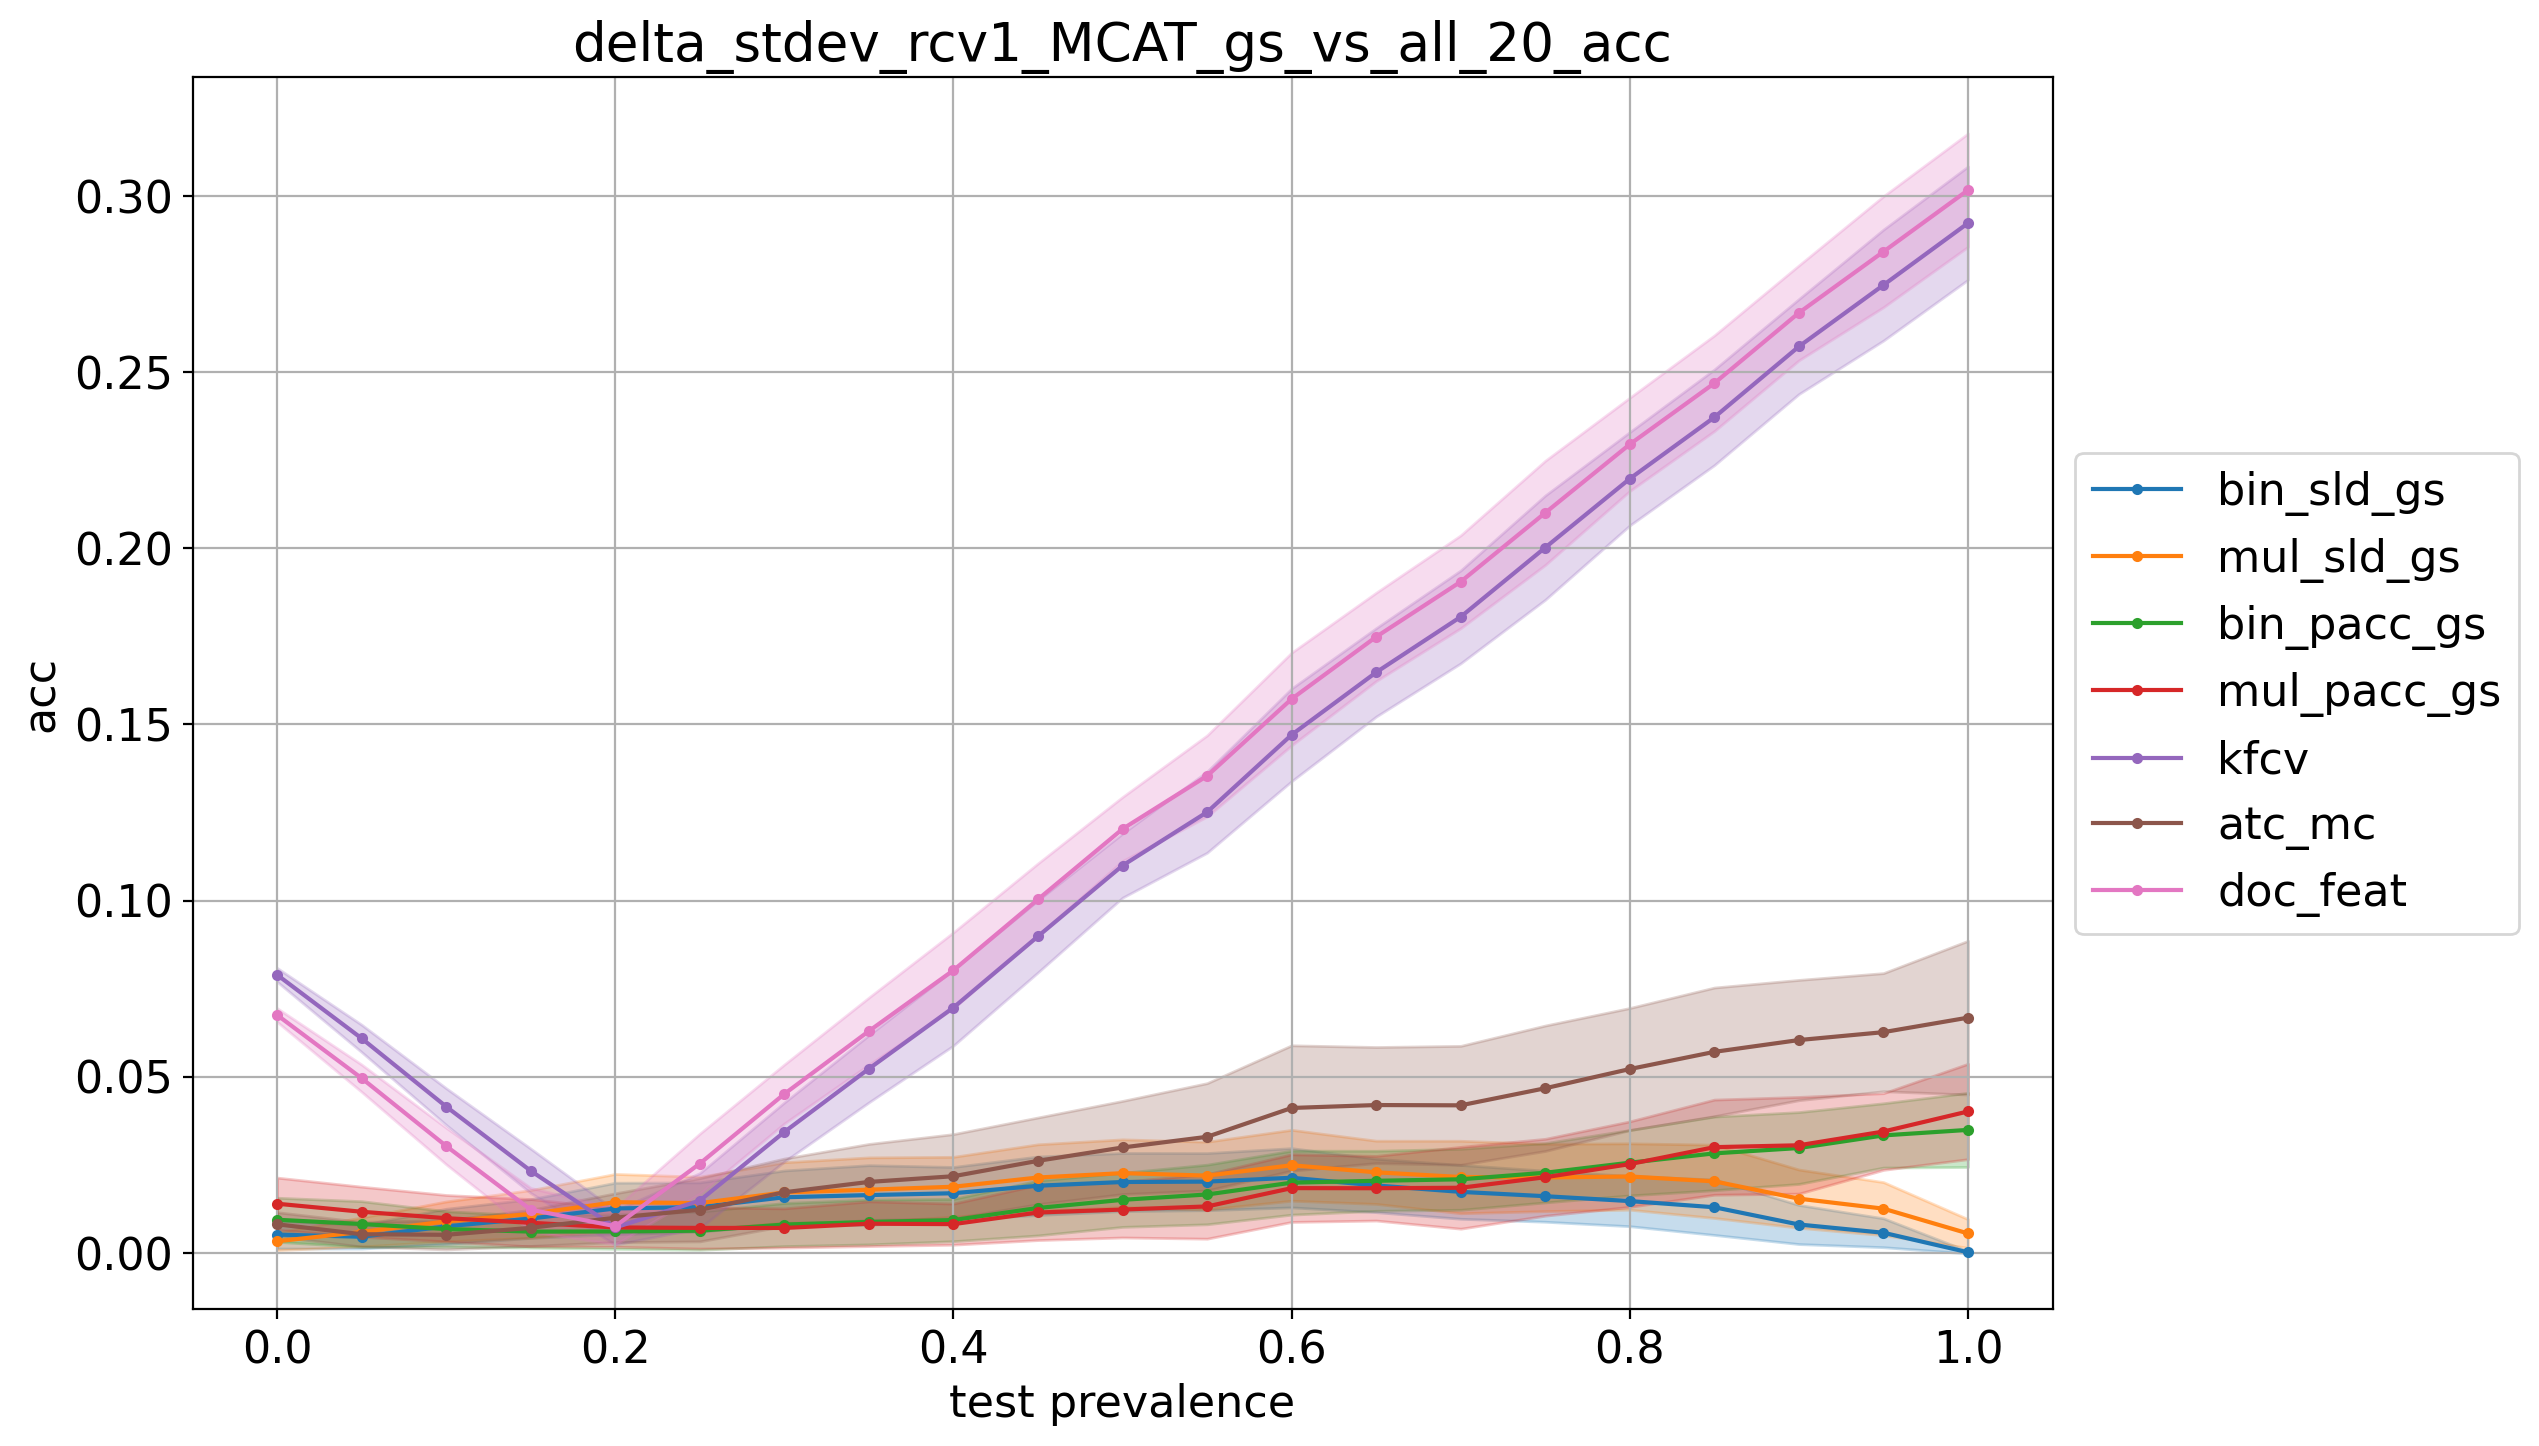 delta_stdev_rcv1_MCAT_gs_vs_all_20_acc
acc
0.30
0.25
0.20
0.15
0.10
0.05
0.00
0.0 0.2 0.4 0.6 0.8 1.0
test prevalence
bin_sld_gs
mul_sld_gs
bin_pacc_gs
mul_pacc_gs
kfcv
atc_mc
doc_feat